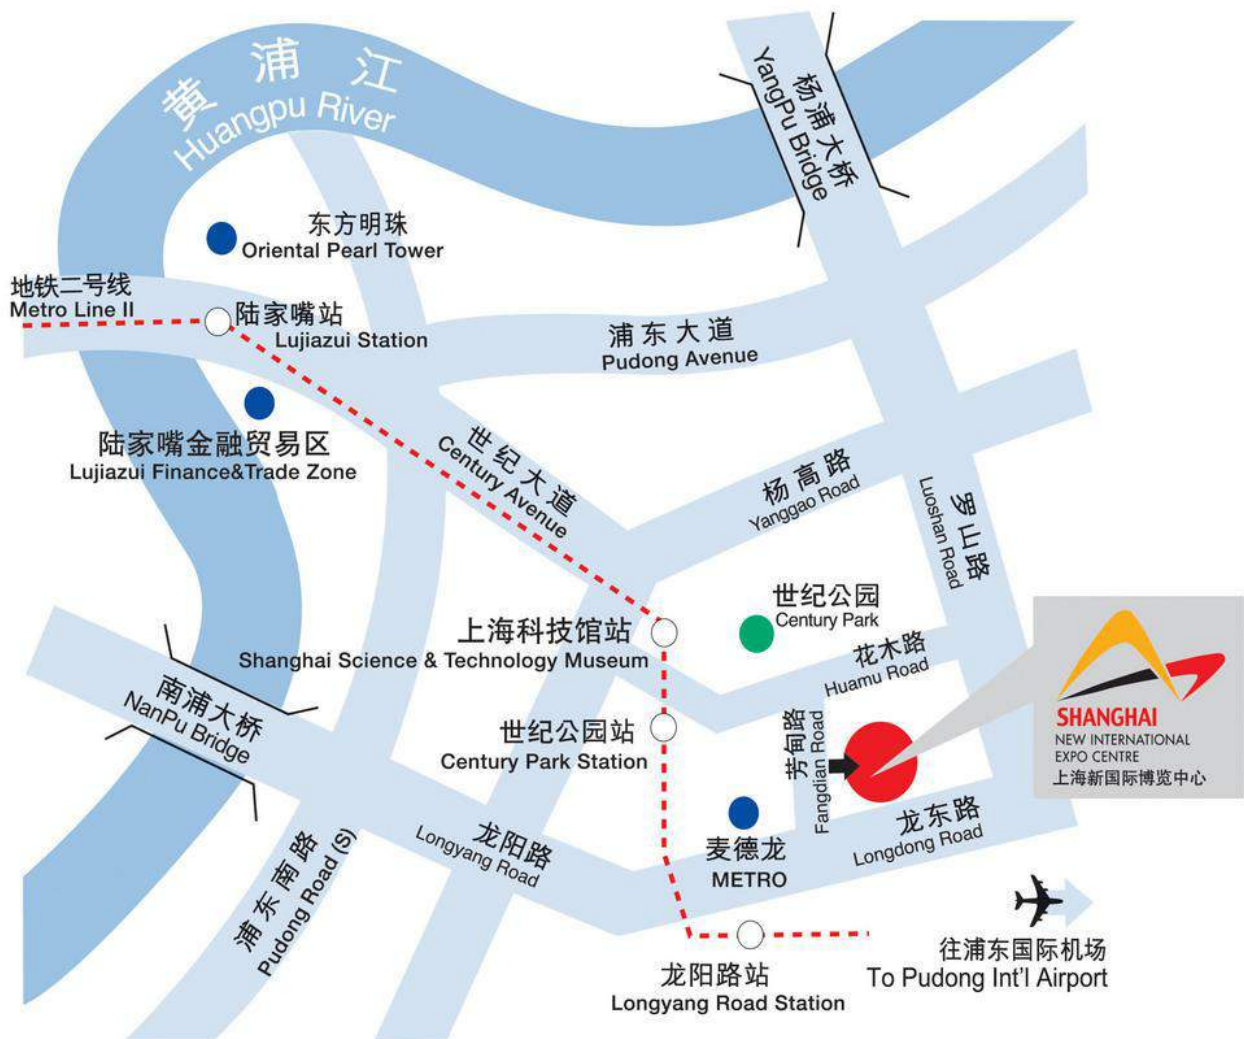 黄浦江
Huangpu River
杨浦大桥
YangPu Bridge
东方明珠
Oriental Pearl Tower
地铁二号线
Metro Line II
陆家嘴站
Lujiazui Station
浦东大道
Pudong Avenue
陆家嘴金融贸易区
Lujiazui Finance&Trade Zone
世纪大道
Century Avenue
杨高路
Yanggao Road
罗山路
Luoshan Road
世纪公园
Century Park
上海科技馆站
Shanghai Science & Technology Museum
花木路
Huamu Road
南浦大桥
NanPu Bridge
世纪公园站
Century Park Station
芳甸路
Fangdian Road
SHANGHAI
NEW INTERNATIONAL
EXPO CENTRE
上海新国际博览中心
龙阳路
Longyang Road
麦德龙
METRO
龙东路
Longdong Road
浦东南路
Pudong Road (S)
往浦东国际机场
To Pudong Int'l Airport
龙阳路站
Longyang Road Station